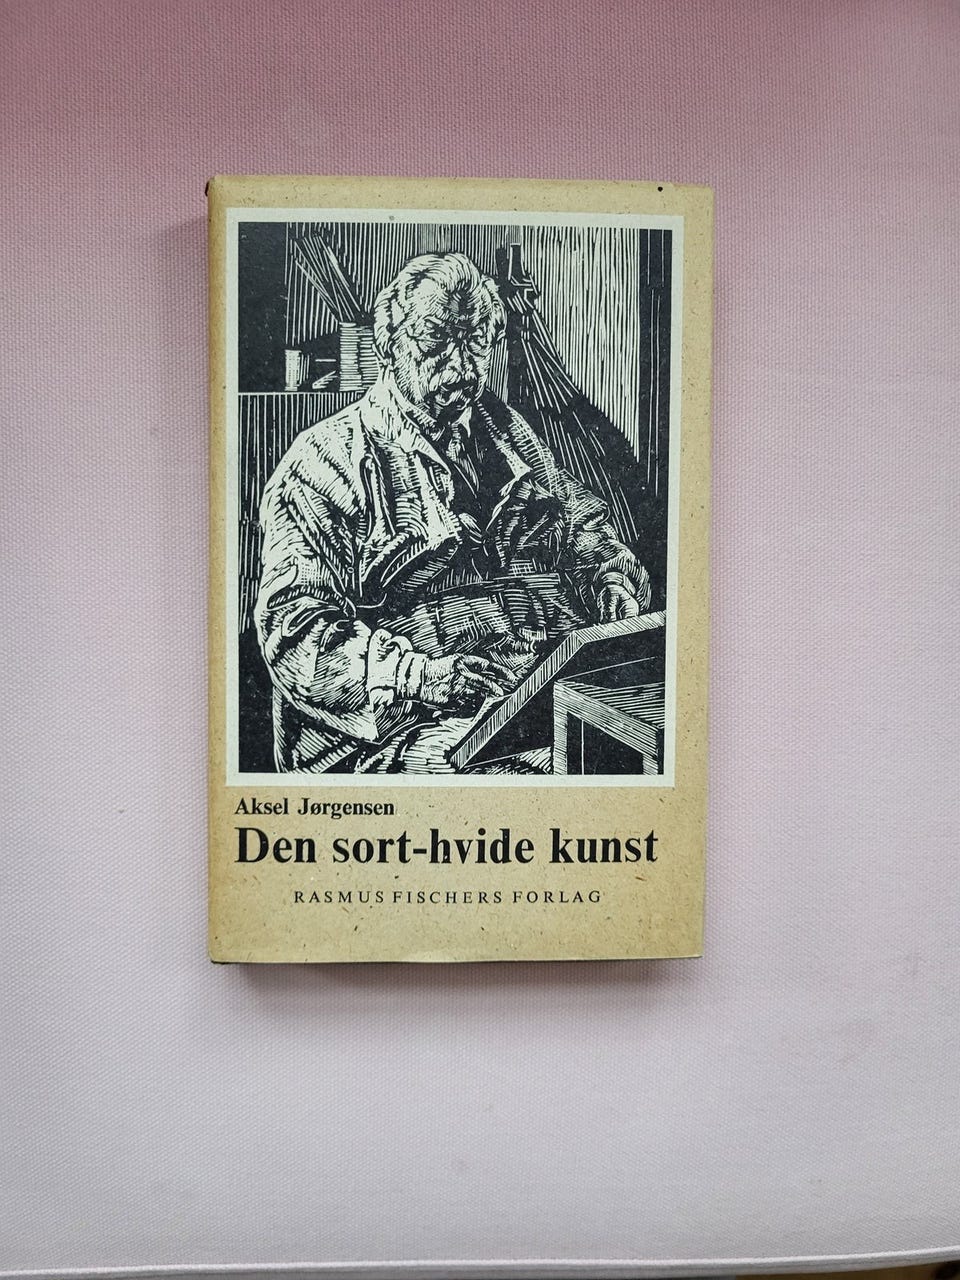 Aksel Jørgensen
Den sort-hvide kunst
RASMUS FISCHERS FORLAG